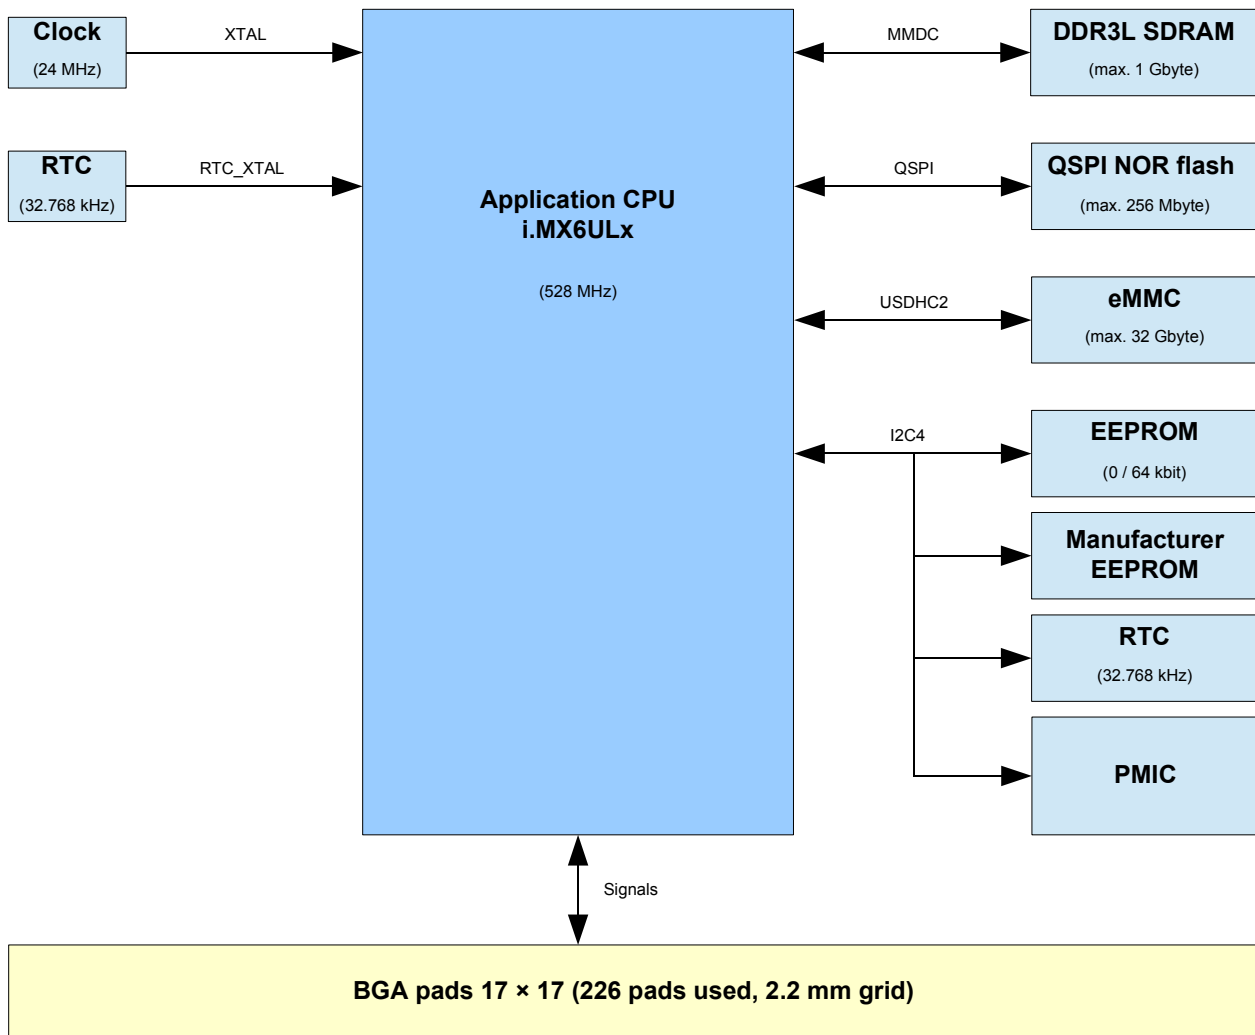 Clock
(24 MHz)
XTAL
RTC
(32.768 kHz)
RTC_XTAL
Application CPU
i.MX6ULx
(528 MHz)
MMDC
DDR3L SDRAM
(max. 1 Gbyte)
QSPI
QSPI NOR flash
(max. 256 Mbyte)
USDHC2
eMMC
(max. 32 Gbyte)
I2C4
EEPROM
(0 / 64 kbit)
Manufacturer
EEPROM
RTC
(32.768 kHz)
PMIC
Signals
BGA pads 17 × 17 (226 pads used, 2.2 mm grid)